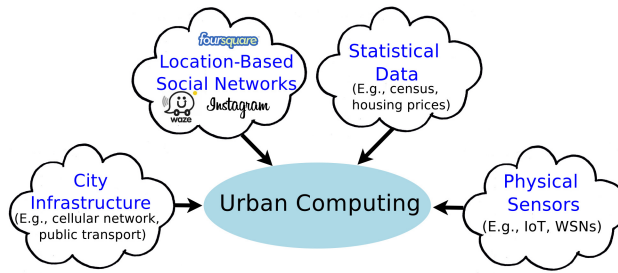 foursquare
Location-Based
Social Networks
waze
Instagram
Statistical
Data
(E.g., census,
housing prices)
City
Infrastructure
(E.g., cellular network,
public transport)
Urban Computing
Physical
Sensors
(E.g., IoT, WSNs)